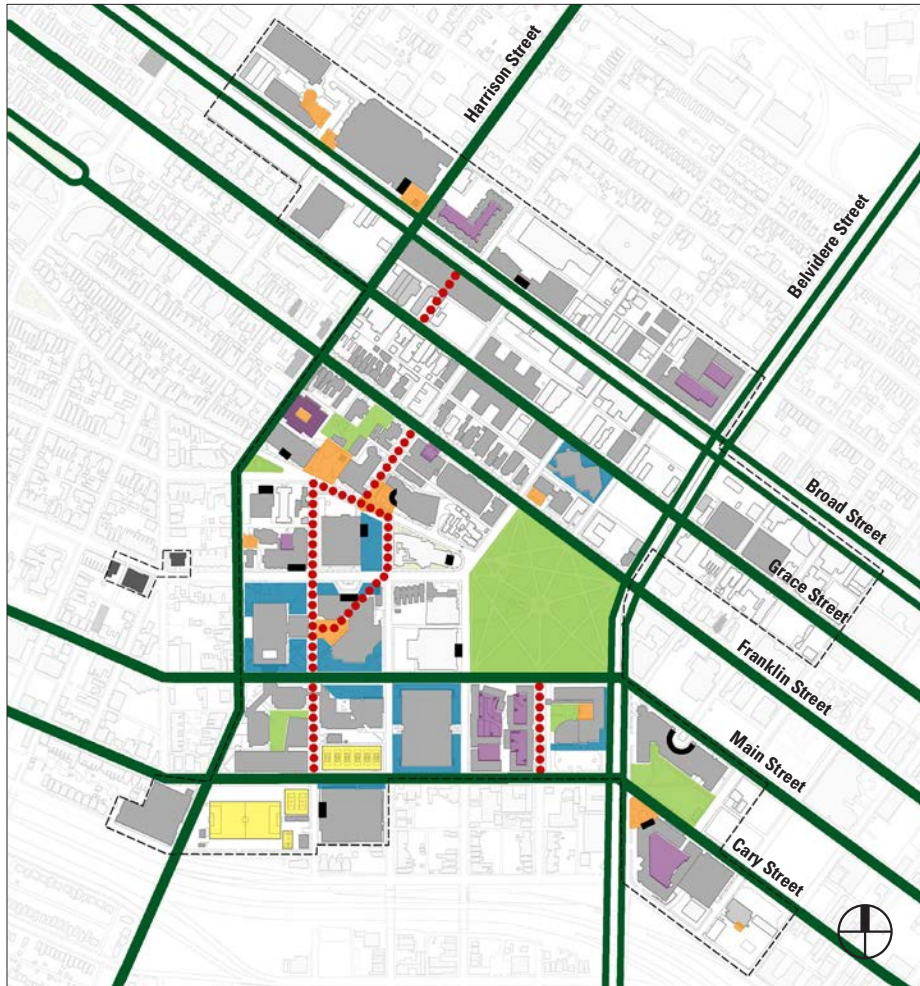 Harrison Street
Belvidere Street
Broad Street
Grace Street
Franklin Street
Main Street
Cary Street